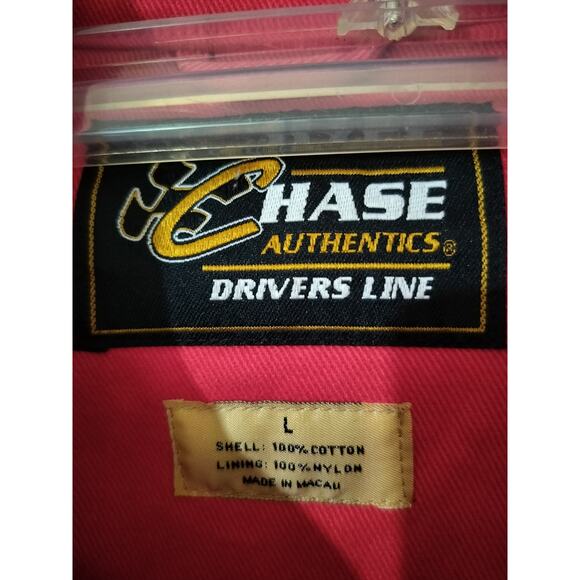 CHASE
AUTHENTICS®
DRIVERS LINE
L
SHELL: 100% COTTON
LINING: 100% NYLON
MADE IN MACAU